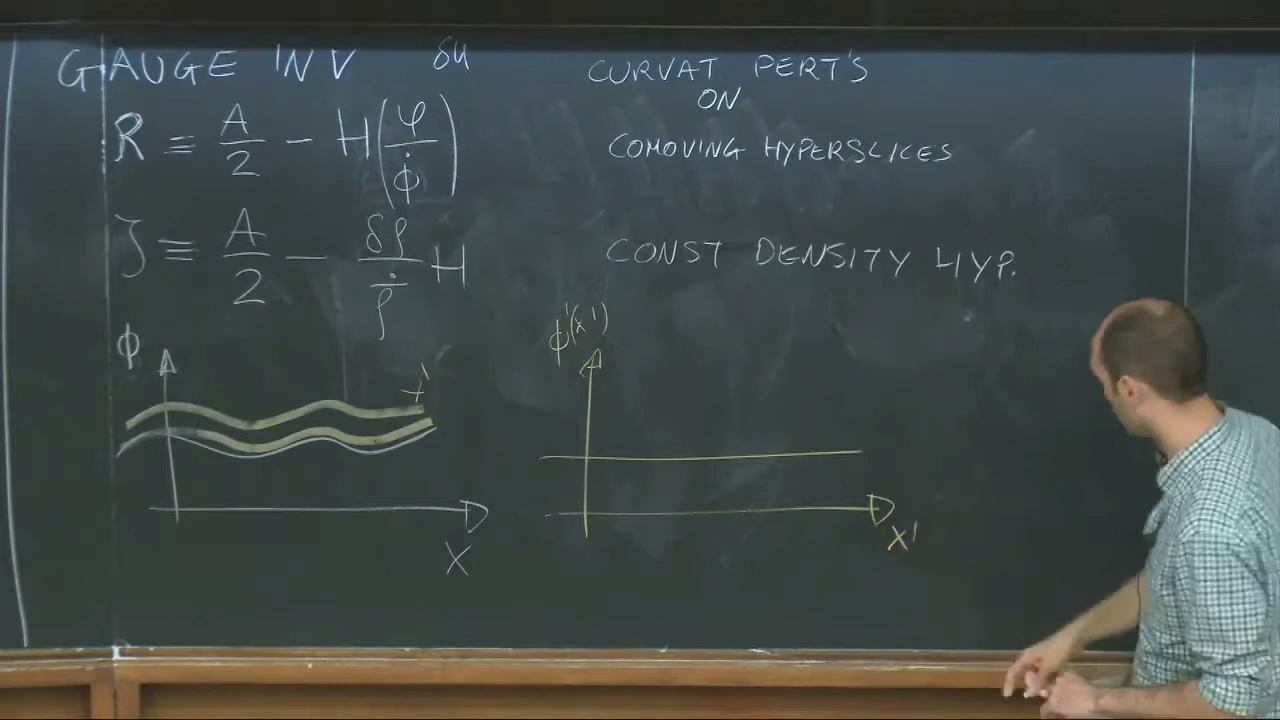 GAUGE INV δu
R ≡ A/2 − H(φ/ϕ̇)
ζ ≡ A/2 − δρ/ρ̇ H
CURVAT PERT'S
ON
COMOVING HYPERSLICES
CONST DENSITY HYP.
ϕ
x'
x
ϕ'(x')
x'